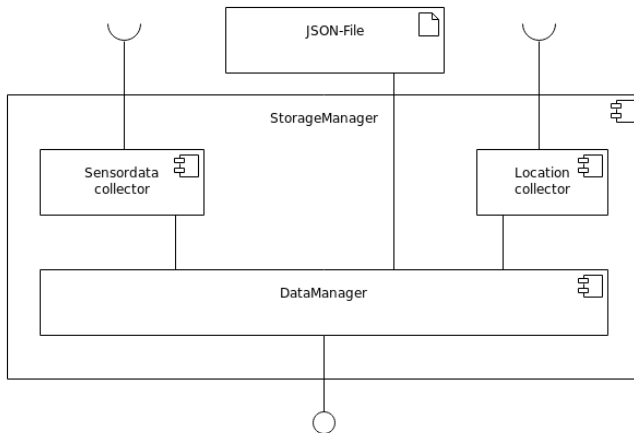 JSON-File
StorageManager
Sensordata
collector
Location
collector
DataManager